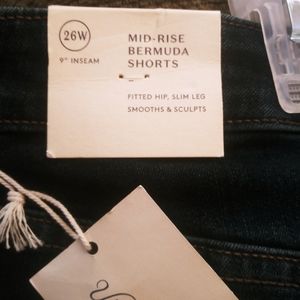 26W
9" INSEAM
MID-RISE
BERMUDA
SHORTS
FITTED HIP, SLIM LEG
SMOOTHS & SCULPTS